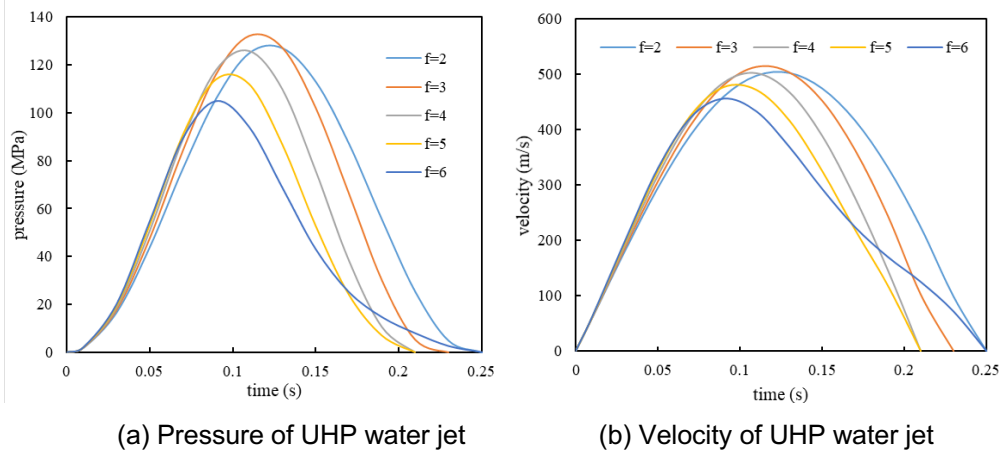 140
120
100
80
60
40
20
0
pressure (MPa)
f=2
f=3
f=4
f=5
f=6
0 0.05 0.1 0.15 0.2 0.25
time (s)
(a) Pressure of UHP water jet
600
500
400
300
200
100
0
velocity (m/s)
f=2 f=3 f=4 f=5 f=6
0 0.05 0.1 0.15 0.2 0.25
time (s)
(b) Velocity of UHP water jet